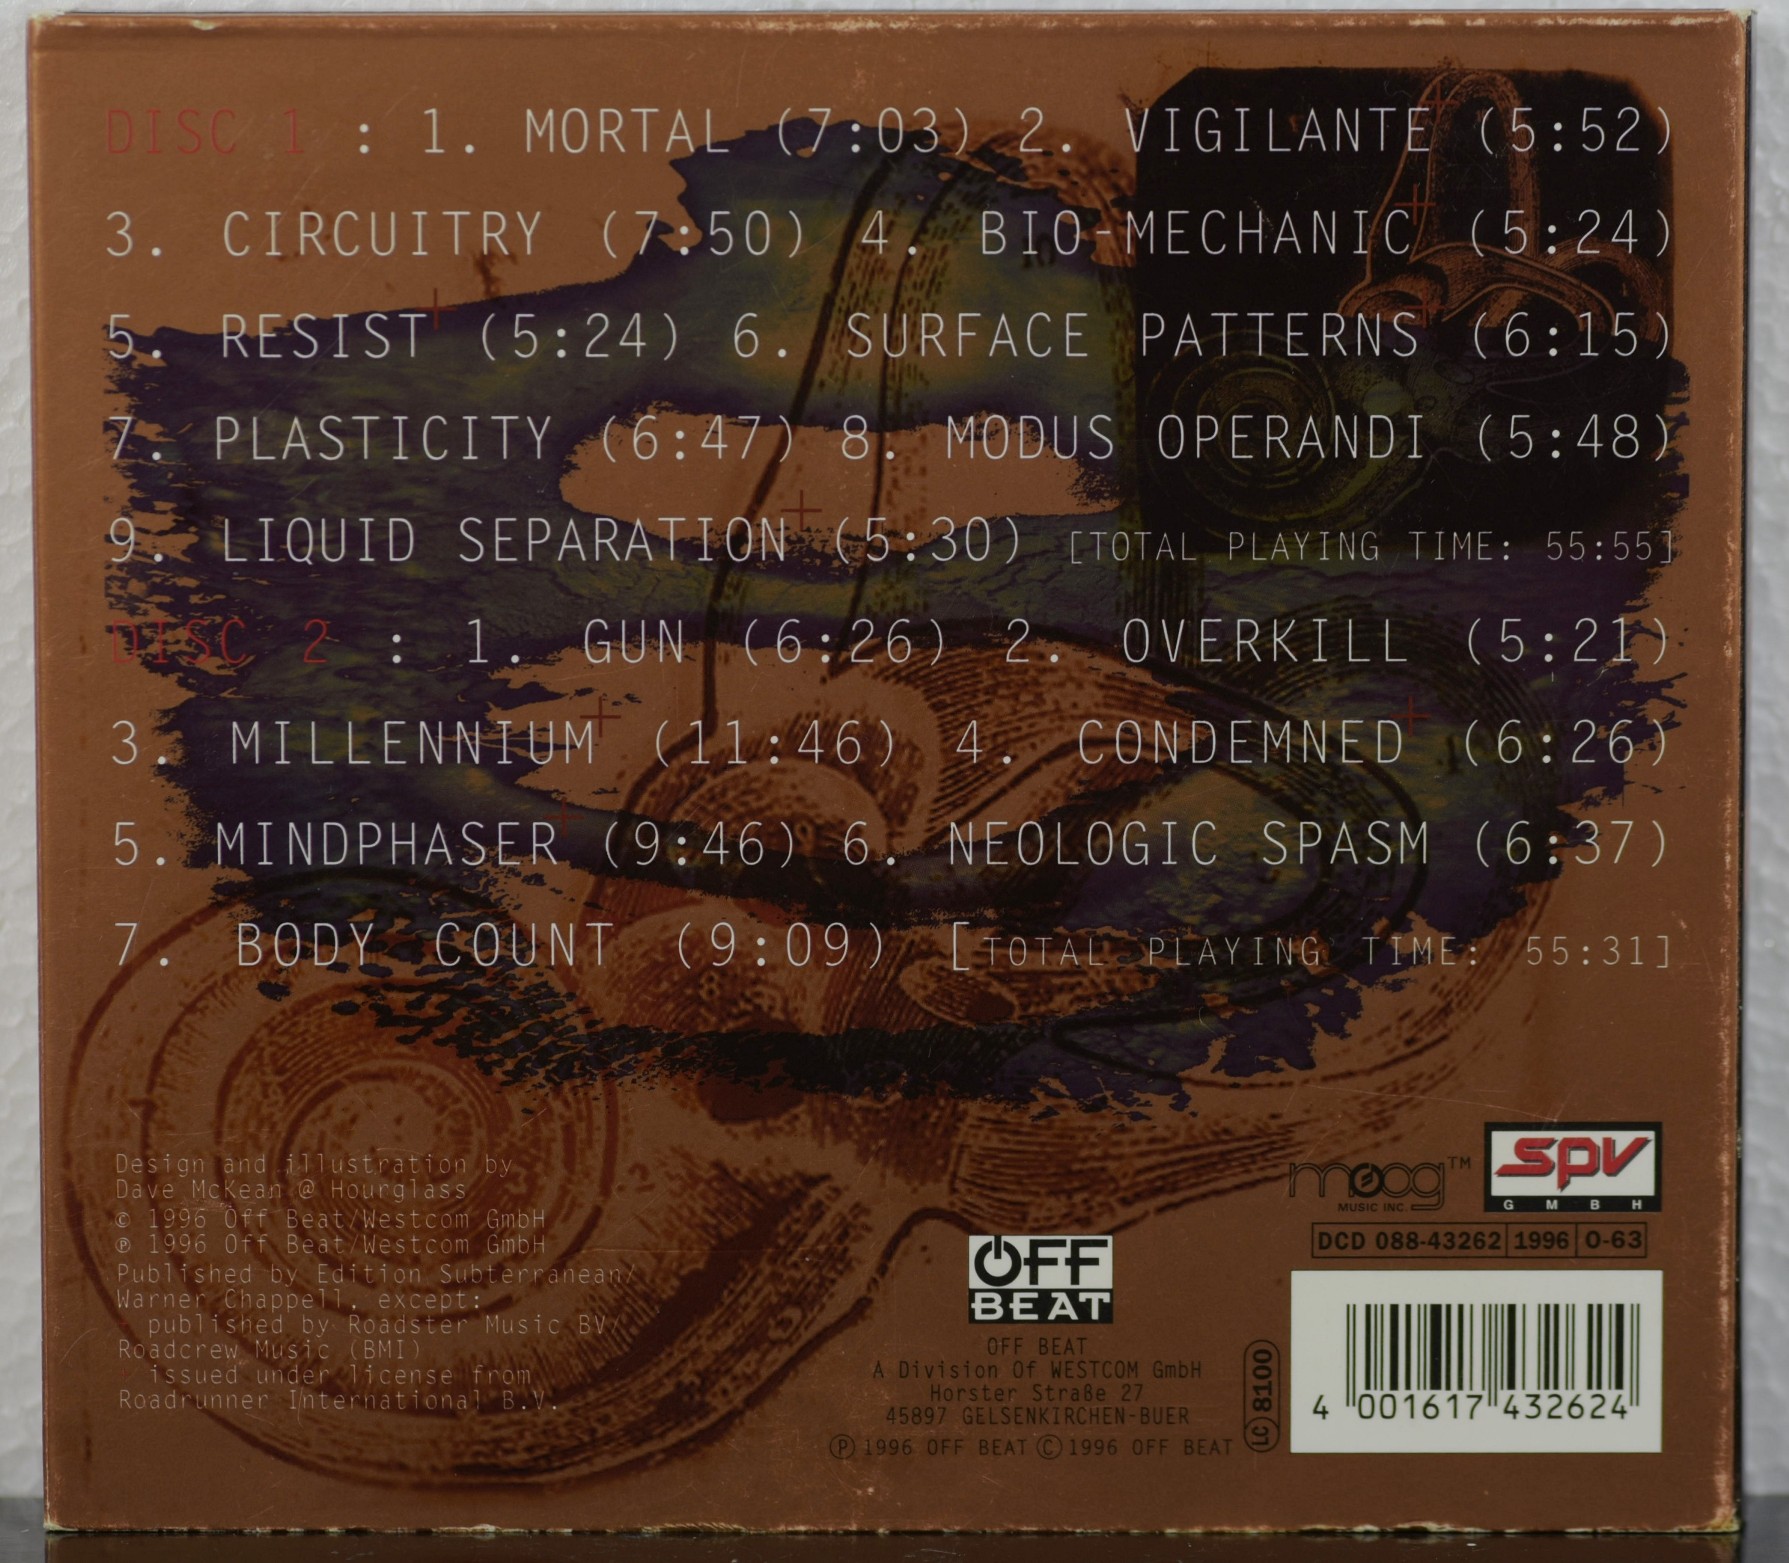 DISC 1 : 1. MORTAL (7:03) 2. VIGILANTE (5:52)
3. CIRCUITRY (7:50) 4. BIO-MECHANIC (5:24)
5. RESIST (5:24) 6. SURFACE PATTERNS (6:15)
7. PLASTICITY (6:47) 8. MODUS OPERANDI (5:48)
9. LIQUID SEPARATION (5:30) [TOTAL PLAYING TIME: 55:55]
DISC 2 : 1. GUN (6:26) 2. OVERKILL (5:21)
3. MILLENNIUM (11:46) 4. CONDEMNED (6:26)
5. MINDPHASER (9:46) 6. NEOLOGIC SPASM (6:37)
7. BODY COUNT (9:09) [TOTAL PLAYING TIME: 55:31]
Design and illustration by
Dave McKean @ Hourglass
© 1996 Off Beat/Westcom GmbH
℗ 1996 Off Beat/Westcom GmbH
Published by Edition Subterranean/
Warner Chappell, except:
published by Roadster Music BV/
Roadcrew Music (BMI)
issued under license from
Roadrunner International B.V.
OFF
BEAT
OFF BEAT
A Division Of WESTCOM GmbH
Horster Straße 27
45897 GELSENKIRCHEN-BUER
℗ 1996 OFF BEAT © 1996 OFF BEAT
LC 8100
moog™
MUSIC INC.
spv
GMBH
DCD 088-43262 1996 O-63
4 001617 432624